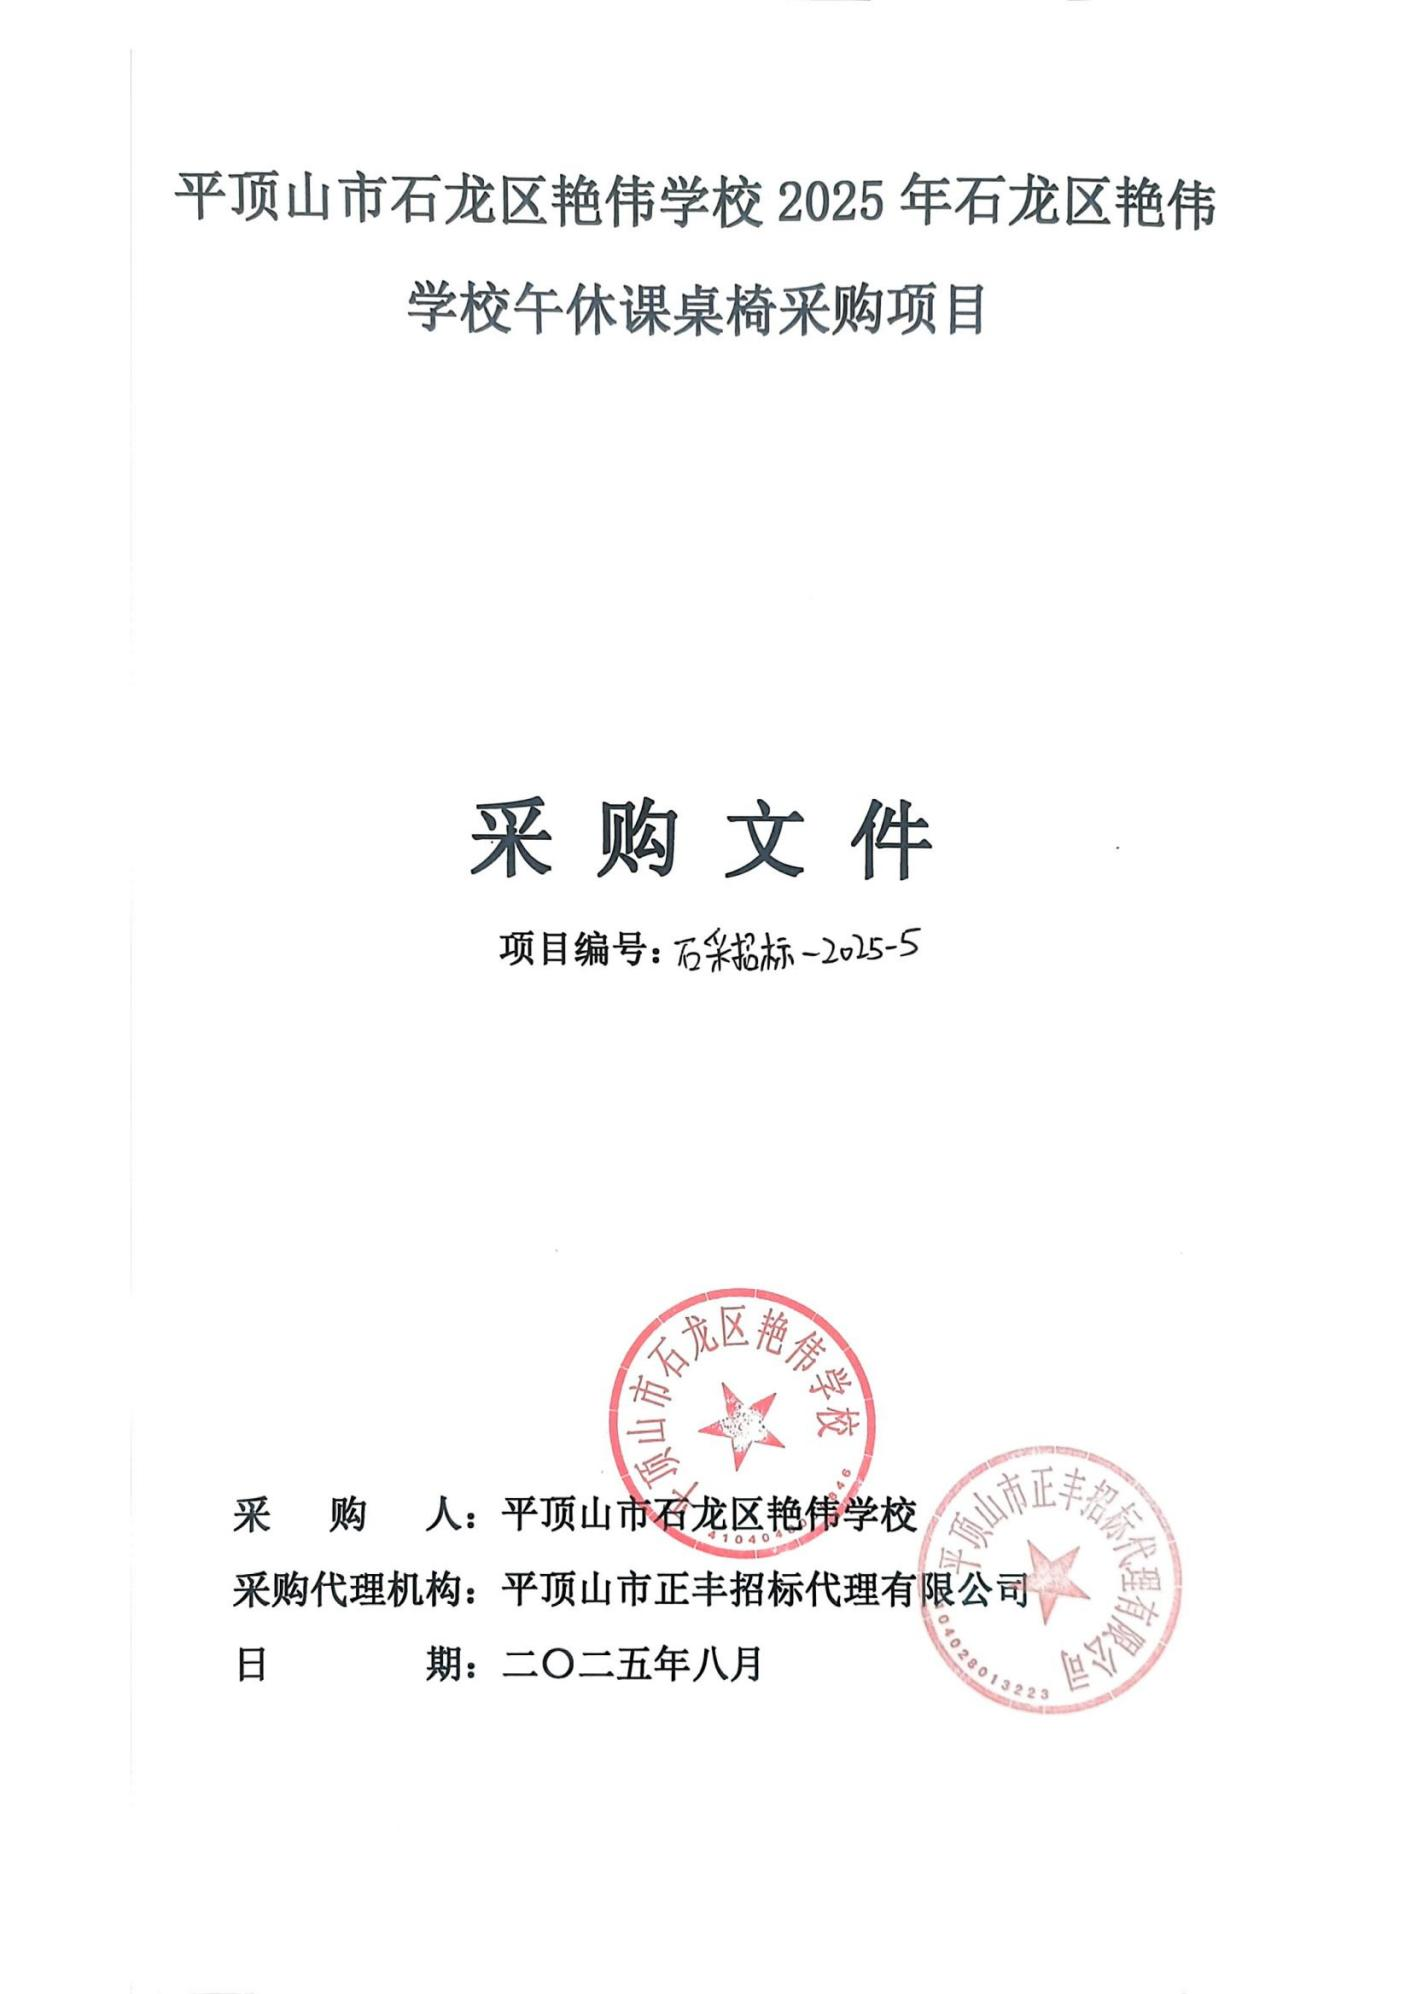 平顶山市石龙区艳伟学校 2025 年石龙区艳伟
学校午休课桌椅采购项目
采 购 文 件
项目编号：石采招标-2025-5
平顶山市石龙区艳伟学校
采 购 人：平顶山市石龙区艳伟学校
平顶山市正丰招标代理有限公司
采购代理机构：平顶山市正丰招标代理有限公司
日 期：二〇二五年八月
04028013223